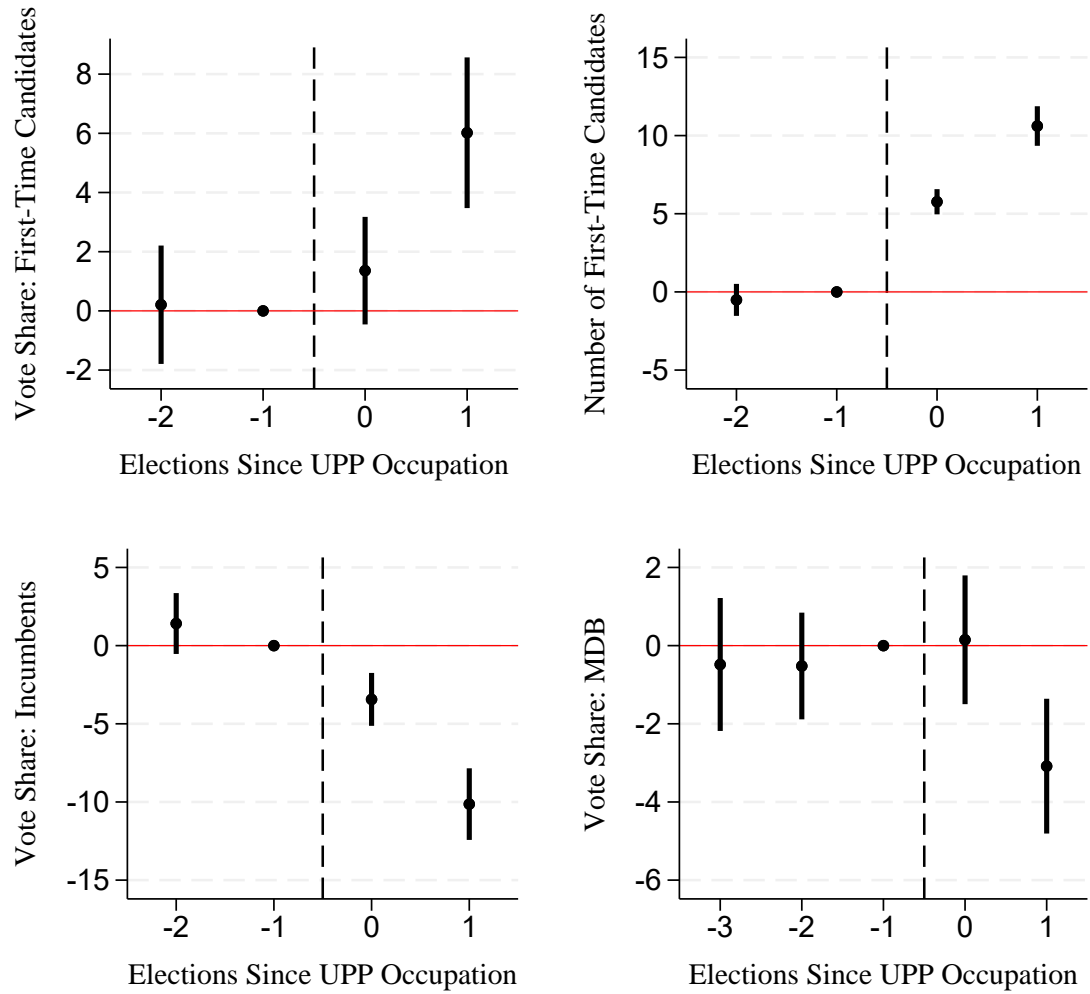 Vote Share: First-Time Candidates
8
6
4
2
0
-2
-2 -1 0 1
Elections Since UPP Occupation
Number of First-Time Candidates
15
10
5
0
-5
-2 -1 0 1
Elections Since UPP Occupation
Vote Share: Incumbents
5
0
-5
-10
-15
-2 -1 0 1
Elections Since UPP Occupation
Vote Share: MDB
2
0
-2
-4
-6
-3 -2 -1 0 1
Elections Since UPP Occupation